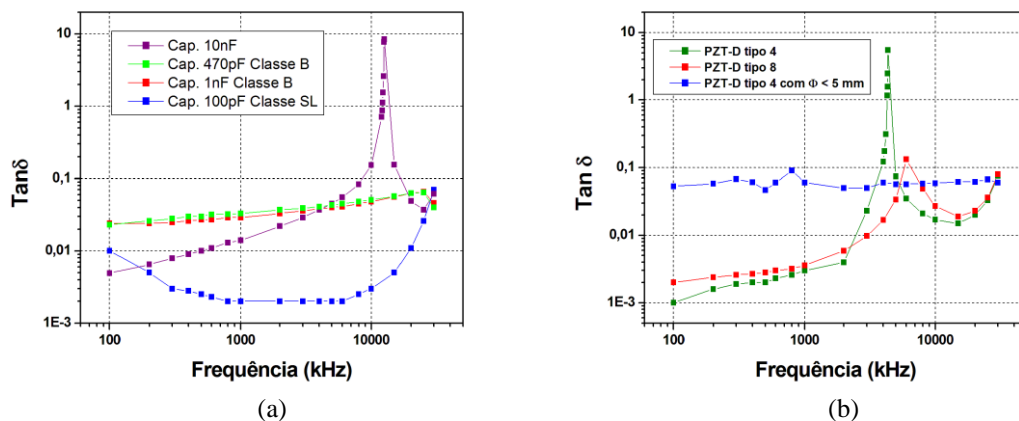 10
1
0,1
0,01
1E-3
Tanδ
Cap. 10nF
Cap. 470pF Classe B
Cap. 1nF Classe B
Cap. 100pF Classe SL
100
1000
10000
Frequência (kHz)
(a)
10
1
0,1
0,01
1E-3
Tan δ
PZT-D tipo 4
PZT-D tipo 8
PZT-D tipo 4 com Φ < 5 mm
100
1000
10000
Frequência (kHz)
(b)